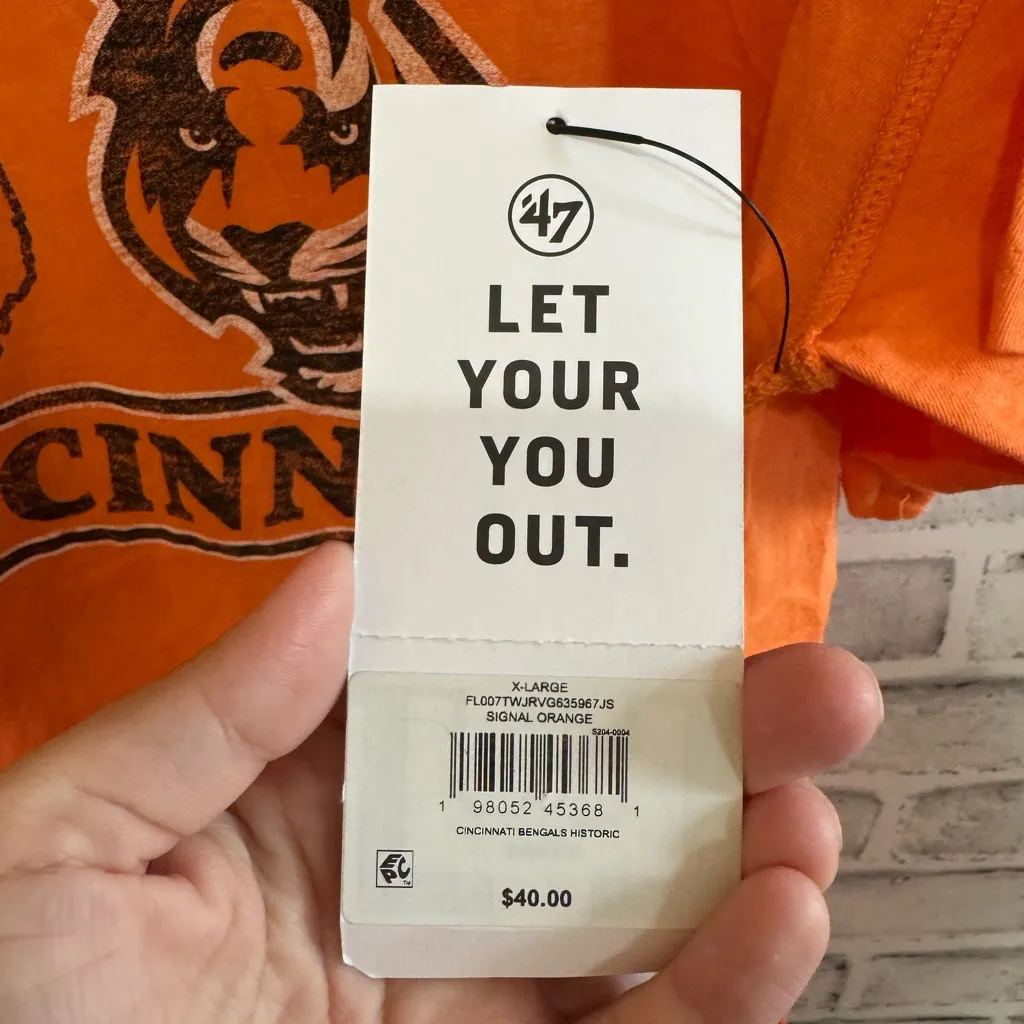 '47
LET
YOUR
YOU
OUT.
CINN
X-LARGE
FL007TWJRVG635967JS
SIGNAL ORANGE
S204-0004
1 98052 45368 1
CINCINNATI BENGALS HISTORIC
EPC™
$40.00